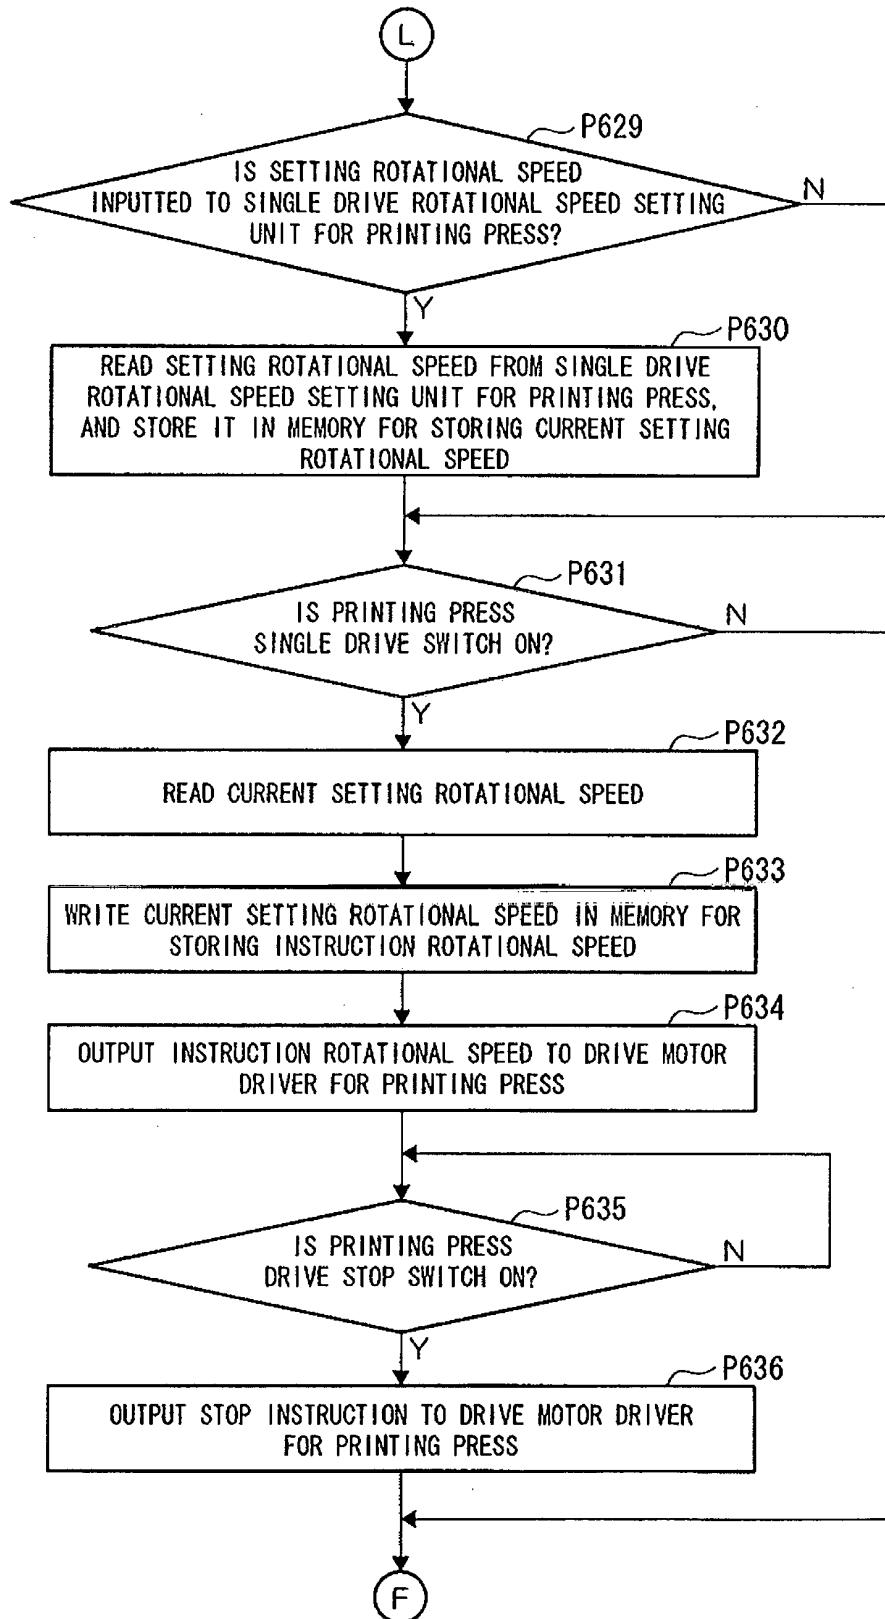 L
P629
IS SETTING ROTATIONAL SPEED
INPUTTED TO SINGLE DRIVE ROTATIONAL SPEED SETTING
UNIT FOR PRINTING PRESS?
N
Y
P630
READ SETTING ROTATIONAL SPEED FROM SINGLE DRIVE
ROTATIONAL SPEED SETTING UNIT FOR PRINTING PRESS,
AND STORE IT IN MEMORY FOR STORING CURRENT SETTING
ROTATIONAL SPEED
P631
IS PRINTING PRESS
SINGLE DRIVE SWITCH ON?
N
Y
P632
READ CURRENT SETTING ROTATIONAL SPEED
P633
WRITE CURRENT SETTING ROTATIONAL SPEED IN MEMORY FOR
STORING INSTRUCTION ROTATIONAL SPEED
P634
OUTPUT INSTRUCTION ROTATIONAL SPEED TO DRIVE MOTOR
DRIVER FOR PRINTING PRESS
P635
IS PRINTING PRESS
DRIVE STOP SWITCH ON?
N
Y
P636
OUTPUT STOP INSTRUCTION TO DRIVE MOTOR DRIVER
FOR PRINTING PRESS
F